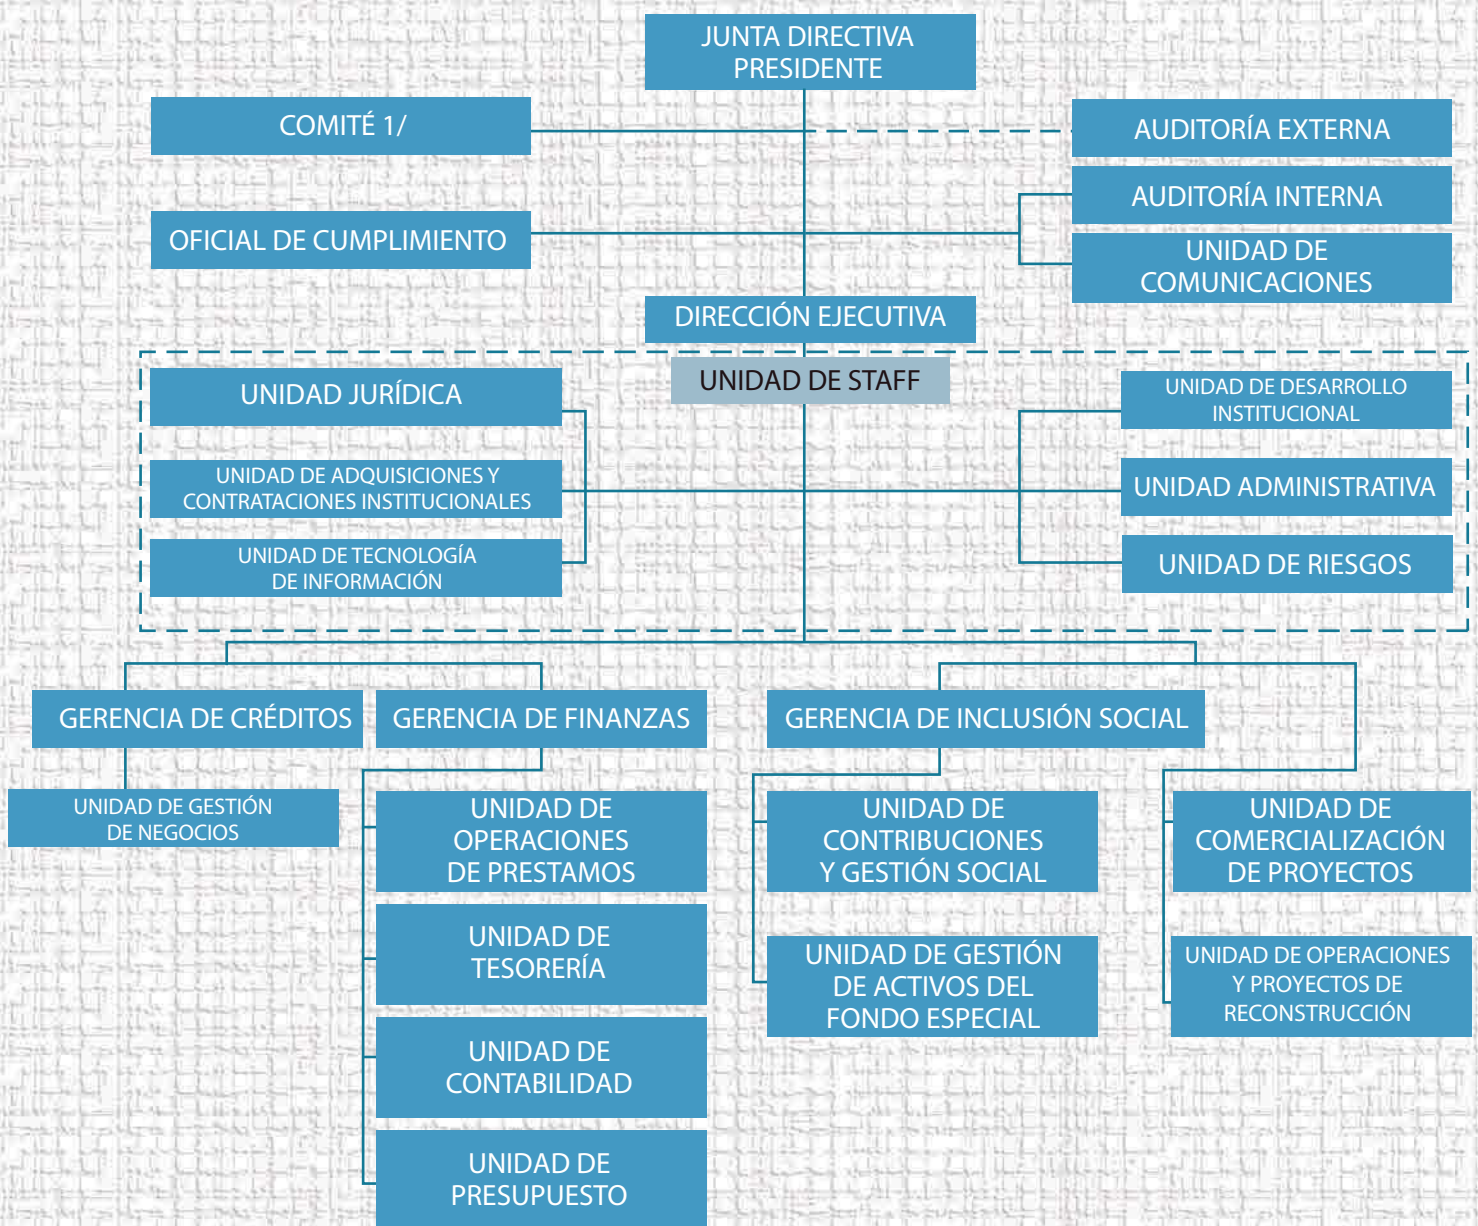 JUNTA DIRECTIVA
PRESIDENTE
COMITÉ 1/
AUDITORÍA EXTERNA
AUDITORÍA INTERNA
OFICIAL DE CUMPLIMIENTO
UNIDAD DE
COMUNICACIONES
DIRECCIÓN EJECUTIVA
UNIDAD DE STAFF
UNIDAD JURÍDICA
UNIDAD DE DESARROLLO
INSTITUCIONAL
UNIDAD DE ADQUISICIONES Y
CONTRATACIONES INSTITUCIONALES
UNIDAD ADMINISTRATIVA
UNIDAD DE TECNOLOGÍA
DE INFORMACIÓN
UNIDAD DE RIESGOS
GERENCIA DE CRÉDITOS
GERENCIA DE FINANZAS
GERENCIA DE INCLUSIÓN SOCIAL
UNIDAD DE GESTIÓN
DE NEGOCIOS
UNIDAD DE
OPERACIONES
DE PRESTAMOS
UNIDAD DE
CONTRIBUCIONES
Y GESTIÓN SOCIAL
UNIDAD DE
COMERCIALIZACIÓN
DE PROYECTOS
UNIDAD DE
TESORERÍA
UNIDAD DE GESTIÓN
DE ACTIVOS DEL
FONDO ESPECIAL
UNIDAD DE OPERACIONES
Y PROYECTOS DE
RECONSTRUCCIÓN
UNIDAD DE
CONTABILIDAD
UNIDAD DE
PRESUPUESTO